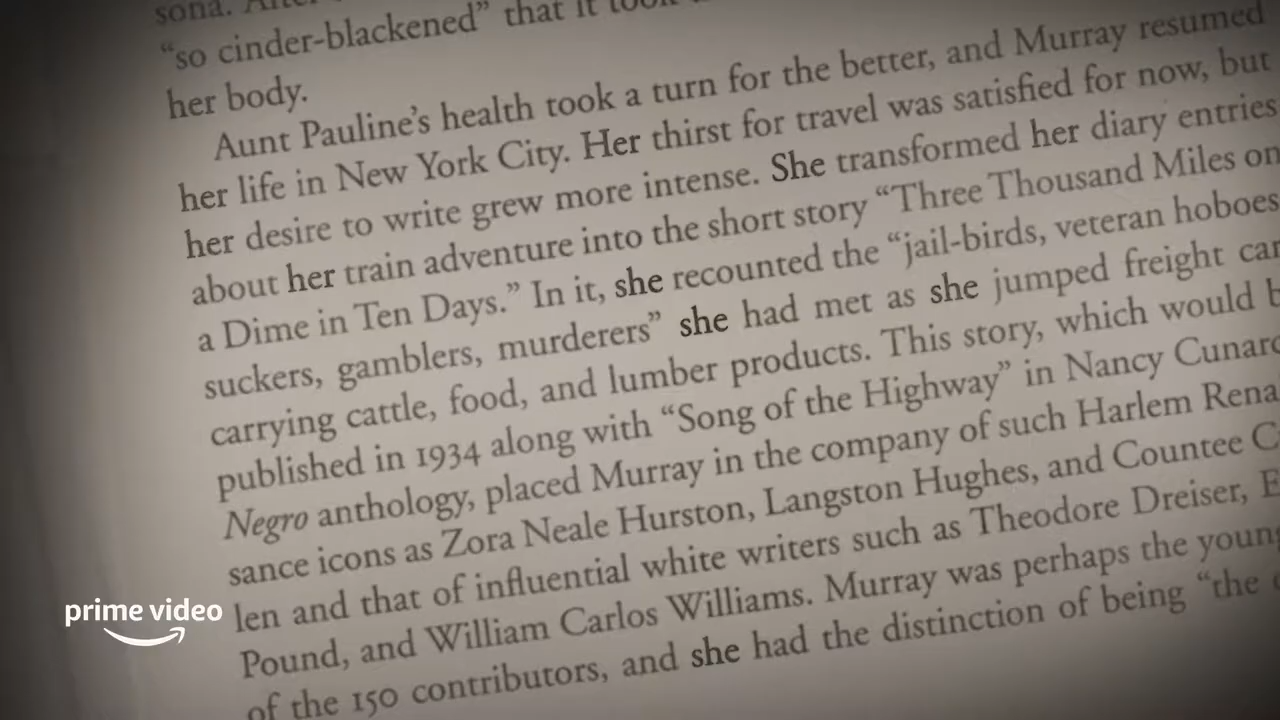 sona.
“so cinder-blackened” that it took
her body.
Aunt Pauline’s health took a turn for the better, and Murray resumed
her life in New York City. Her thirst for travel was satisfied for now, but
her desire to write grew more intense. She transformed her diary entries
about her train adventure into the short story “Three Thousand Miles on
a Dime in Ten Days.” In it, she recounted the “jail-birds, veteran hoboes
suckers, gamblers, murderers” she had met as she jumped freight car
carrying cattle, food, and lumber products. This story, which would b
published in 1934 along with “Song of the Highway” in Nancy Cunard
Negro anthology, placed Murray in the company of such Harlem Rena
sance icons as Zora Neale Hurston, Langston Hughes, and Countee C
len and that of influential white writers such as Theodore Dreiser, E
Pound, and William Carlos Williams. Murray was perhaps the young
of the 150 contributors, and she had the distinction of being “the
prime video